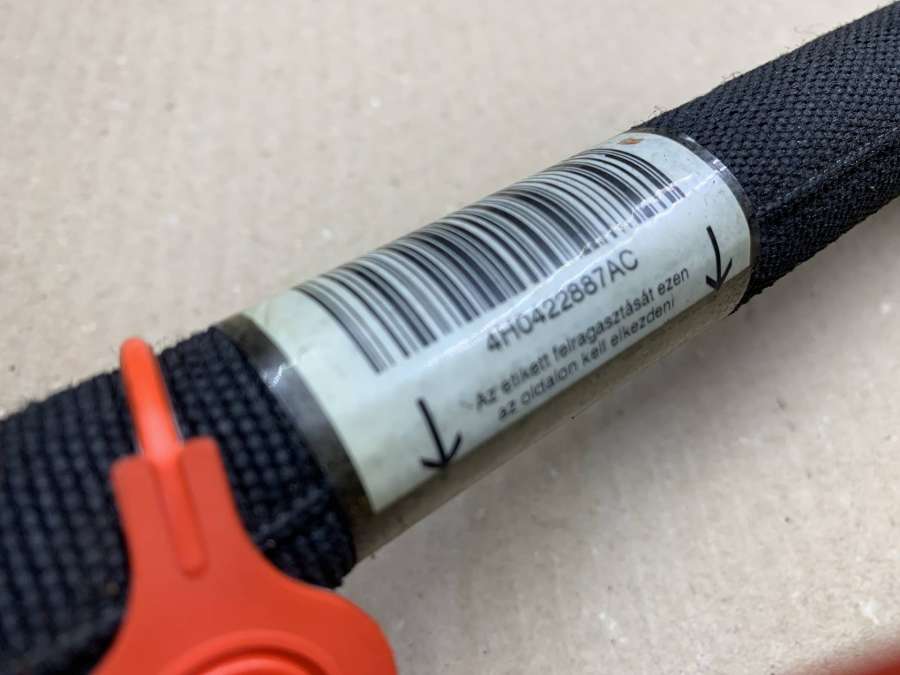 4H0422887AC
Az etikett felragasztását ezen
az oldalon kell elkezdeni